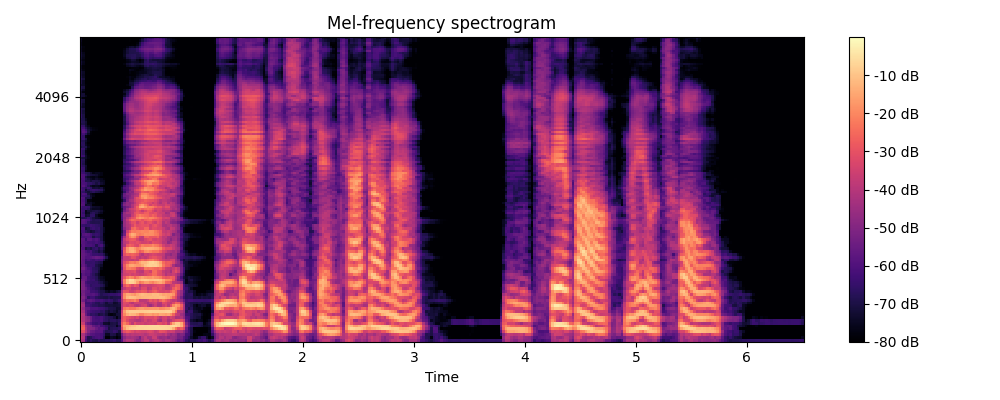 Mel-frequency spectrogram
Hz
4096
2048
1024
512
0
0 1 2 3 4 5 6
Time
-10 dB
-20 dB
-30 dB
-40 dB
-50 dB
-60 dB
-70 dB
-80 dB